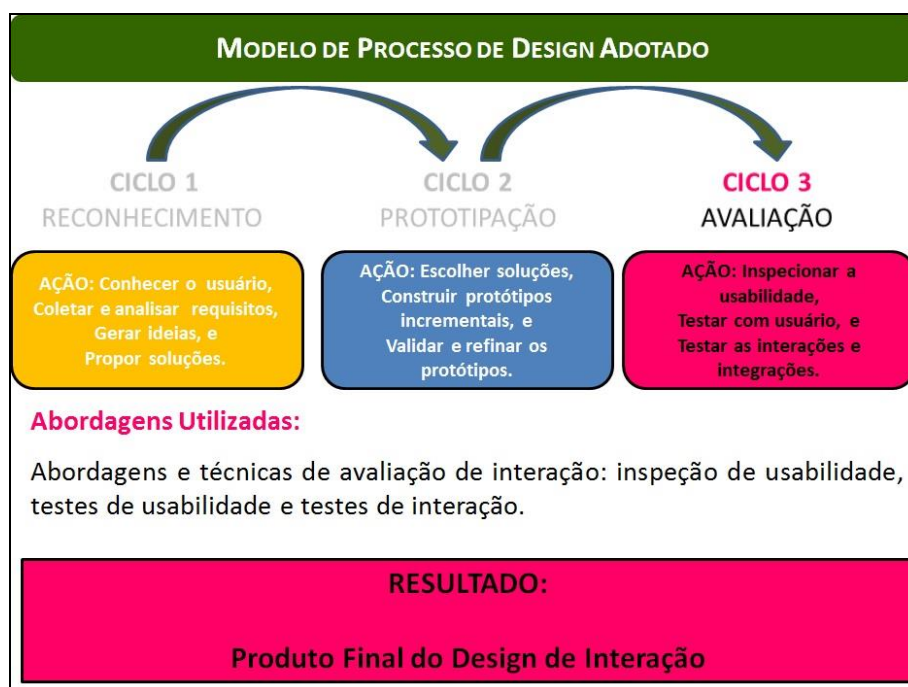 MODELO DE PROCESSO DE DESIGN ADOTADO
CICLO 1
RECONHECIMENTO
CICLO 2
PROTOTIPAÇÃO
CICLO 3
AVALIAÇÃO
AÇÃO: Conhecer o usuário,
Coletar e analisar requisitos,
Gerar ideias, e
Propor soluções.
AÇÃO: Escolher soluções,
Construir protótipos
incrementais, e
Validar e refinar os
protótipos.
AÇÃO: Inspecionar a
usabilidade,
Testar com usuário, e
Testar as interações e
integrações.
Abordagens Utilizadas:
Abordagens e técnicas de avaliação de interação: inspeção de usabilidade,
testes de usabilidade e testes de interação.
RESULTADO:
Produto Final do Design de Interação